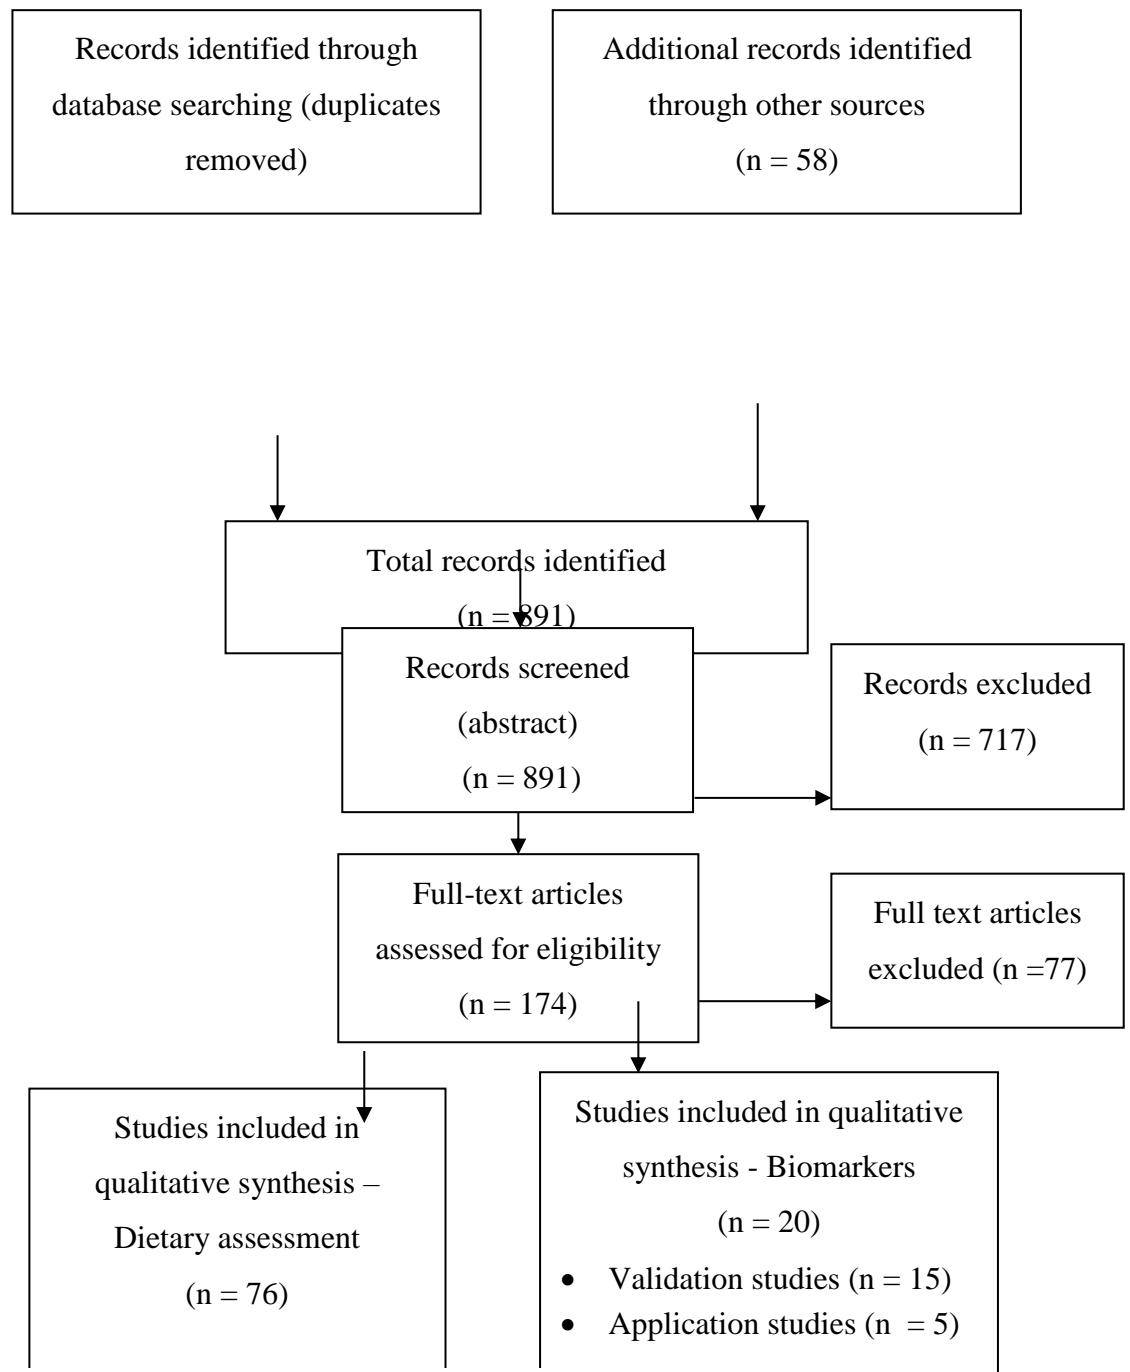 Records identified through
database searching (duplicates
removed)
Additional records identified
through other sources
(n = 58)
Total records identified
(n = 891)
Records screened
(abstract)
(n = 891)
Records excluded
(n = 717)
Full-text articles
assessed for eligibility
(n = 174)
Full text articles
excluded (n =77)
Studies included in
qualitative synthesis –
Dietary assessment
(n = 76)
Studies included in qualitative
synthesis - Biomarkers
(n = 20)
• Validation studies (n = 15)
• Application studies (n = 5)